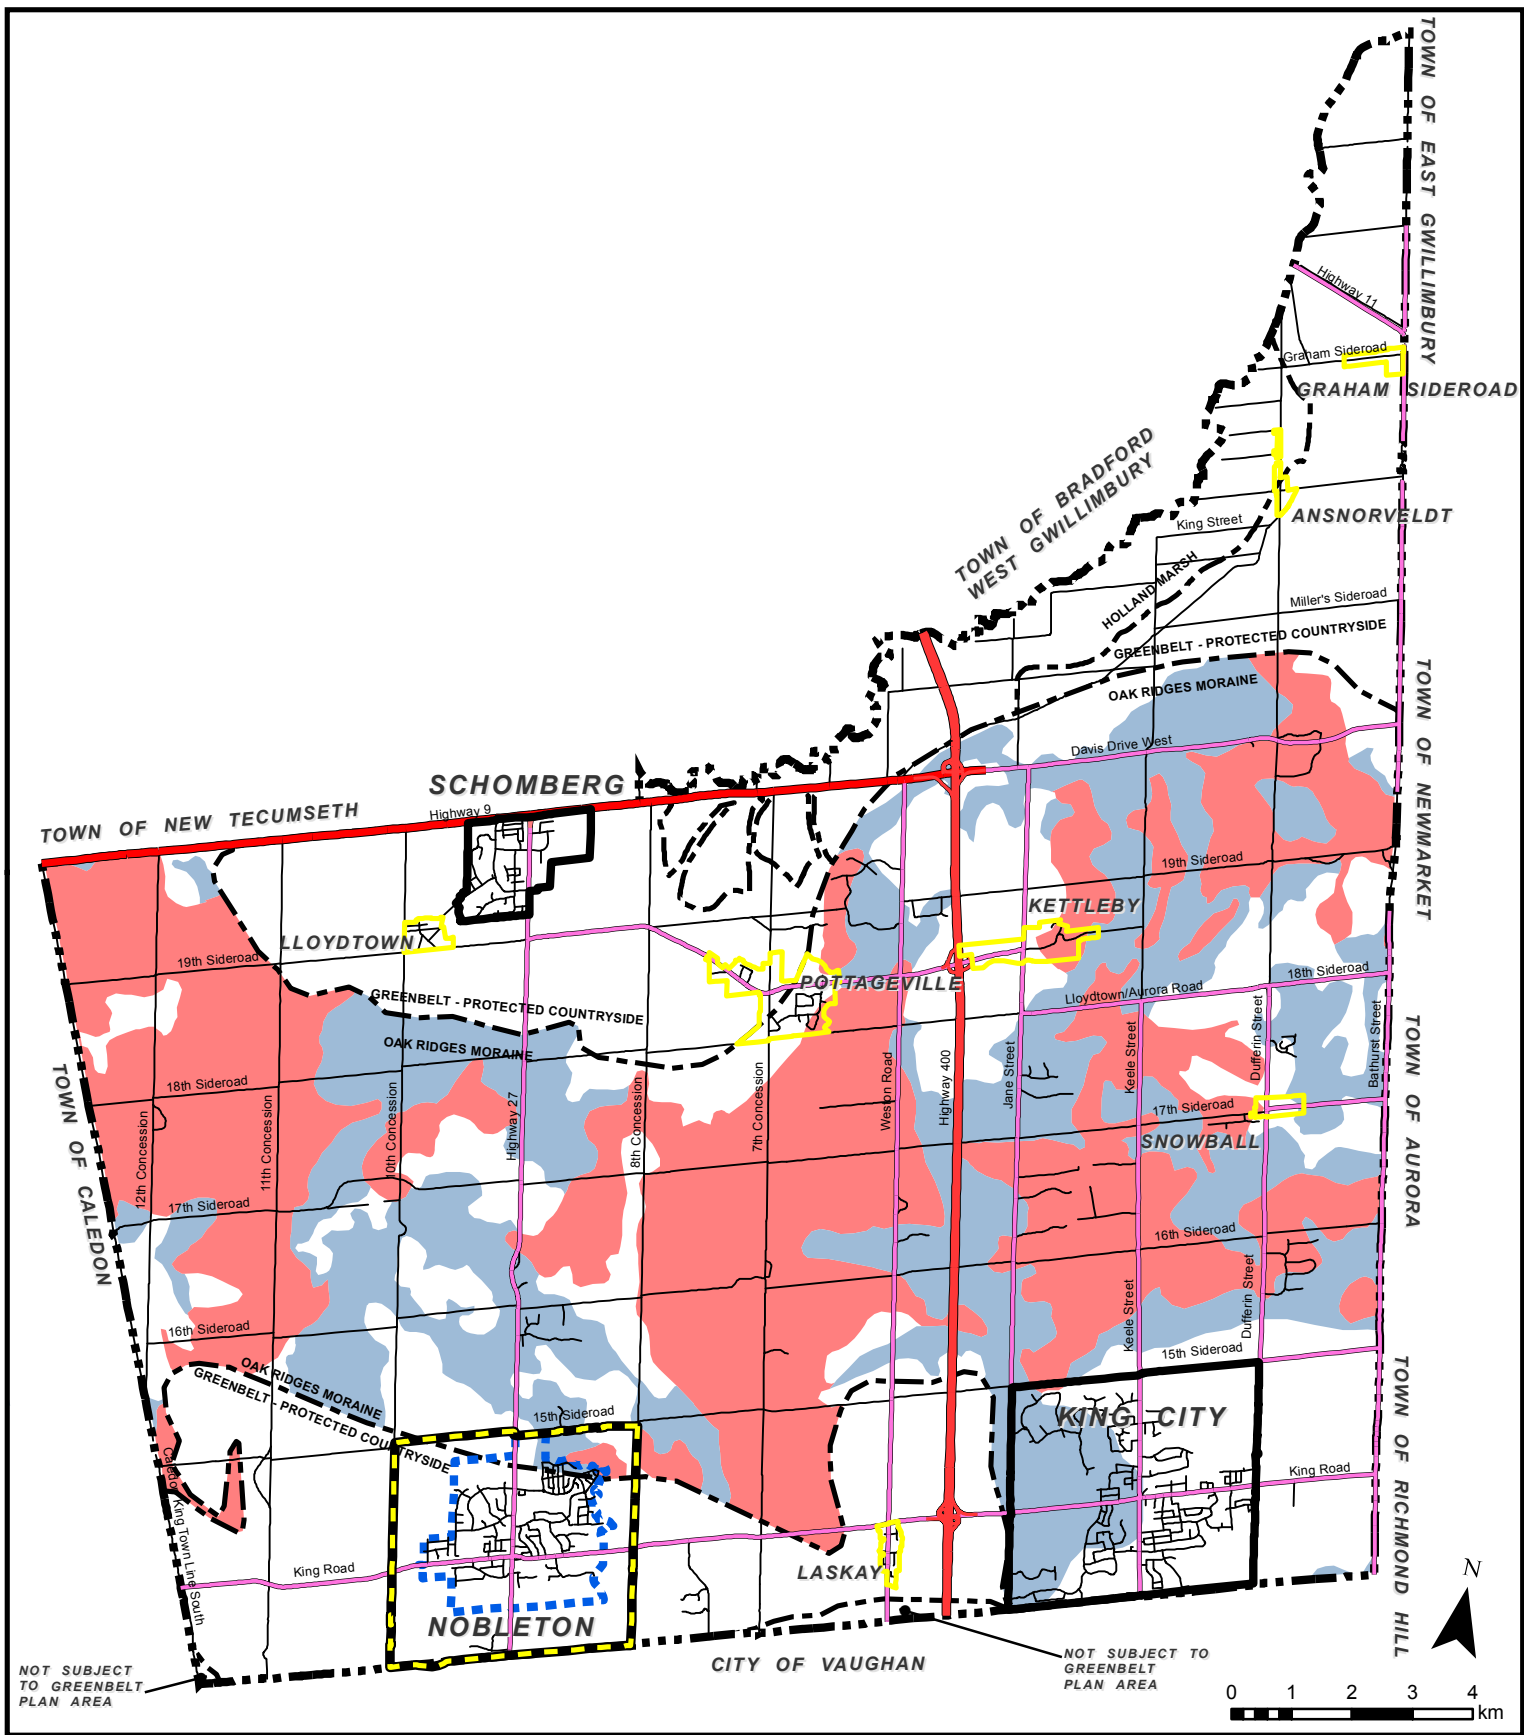 TOWN OF EAST GWILLIMBURY
Highway 11
Graham Sideroad
GRAHAM SIDEROAD
TOWN OF BRADFORD
WEST GWILLIMBURY
ANSNORVELDT
King Street
HOLLAND MARSH
Miller's Sideroad
GREENBELT - PROTECTED COUNTRYSIDE
OAK RIDGES MORAINE
TOWN OF NEWMARKET
Davis Drive West
SCHOMBERG
Highway 9
TOWN OF NEW TECUMSETH
19th Sideroad
KETTLEBY
LLOYDTOWN
19th Sideroad
POTTAGEVILLE
18th Sideroad
Lloydtown/Aurora Road
GREENBELT - PROTECTED COUNTRYSIDE
OAK RIDGES MORAINE
TOWN OF CALEDON
18th Sideroad
12th Concession
11th Concession
10th Concession
Highway 27
8th Concession
7th Concession
Weston Road
Highway 400
Jane Street
Keele Street
Dufferin Street
Bathurst Street
TOWN OF AURORA
17th Sideroad
SNOWBALL
17th Sideroad
16th Sideroad
Keele Street
Dufferin Street
16th Sideroad
15th Sideroad
OAK RIDGES MORAINE
GREENBELT - PROTECTED COUNTRYSIDE
15th Sideroad
KING CITY
TOWN OF RICHMOND HILL
King Road
Caledon King Town Line South
King Road
LASKAY
NOBLETON
CITY OF VAUGHAN
NOT SUBJECT
TO GREENBELT
PLAN AREA
NOT SUBJECT TO
GREENBELT
PLAN AREA
N
0 1 2 3 4
km